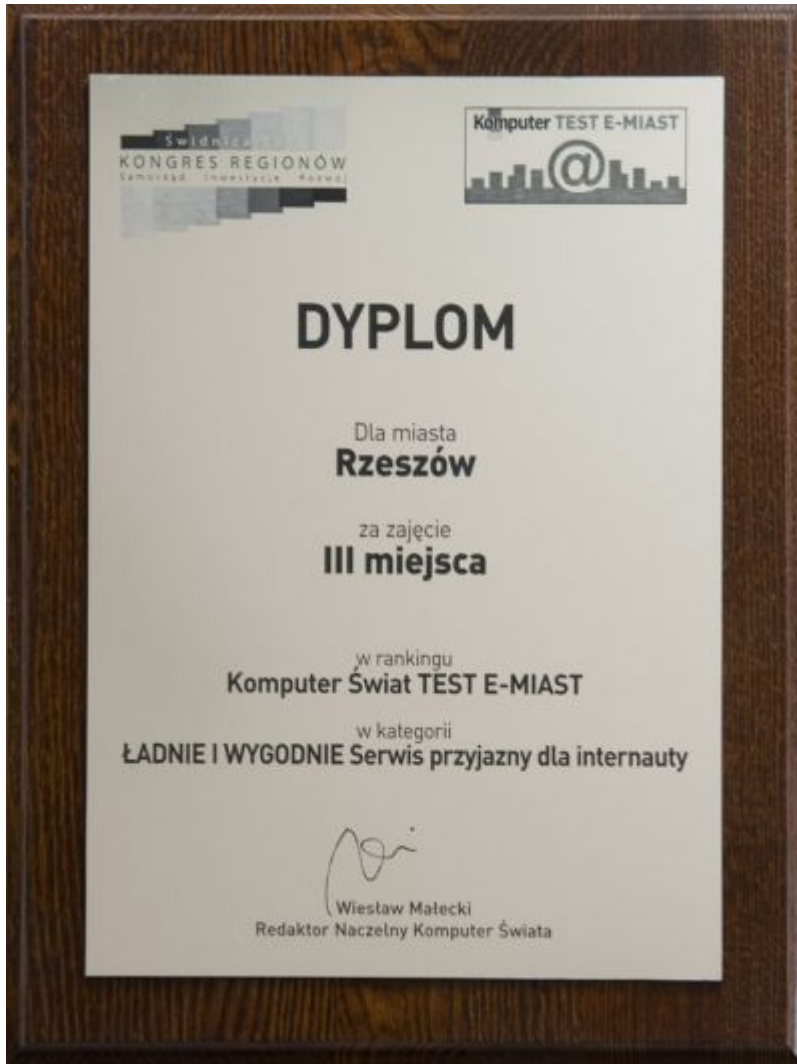 Świdnica
KONGRES REGIONÓW
Samorząd Inwestycje Rozwój
Komputer TEST E-MIAST
@
DYPLOM
Dla miasta
Rzeszów
za zajęcie
III miejsca
w rankingu
Komputer Świat TEST E-MIAST
w kategorii
ŁADNIE I WYGODNIE Serwis przyjazny dla internauty
Wiesław Małecki
Redaktor Naczelny Komputer Świata